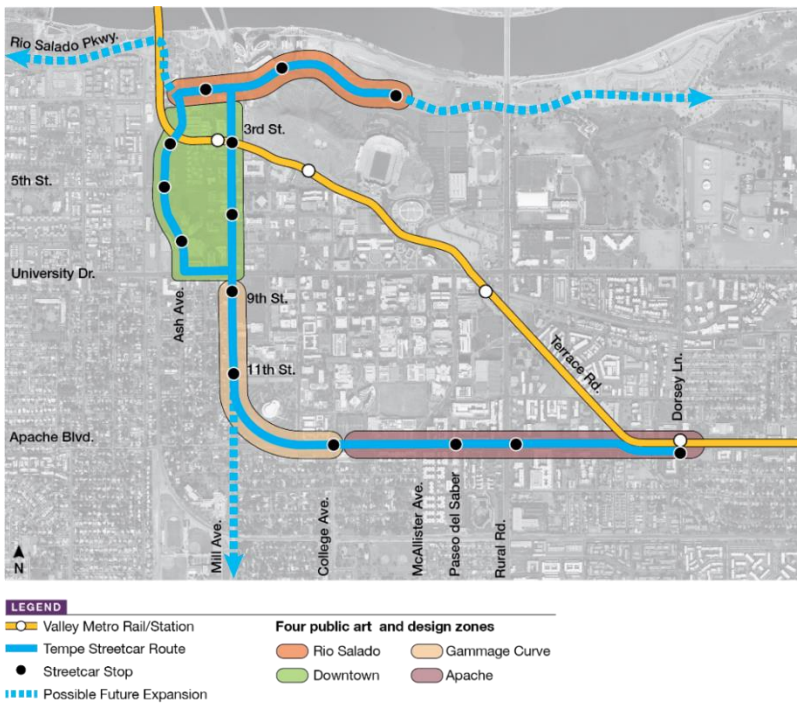 Rio Salado Pkwy.
3rd St.
5th St.
University Dr.
Ash Ave.
9th St.
Terrace Rd.
Dorsey Ln.
11th St.
Apache Blvd.
Mill Ave.
College Ave.
McAllister Ave.
Paseo del Saber
Rural Rd.
N
LEGEND
Valley Metro Rail/Station
Tempe Streetcar Route
Streetcar Stop
Possible Future Expansion
Four public art and design zones
Rio Salado
Gammage Curve
Downtown
Apache